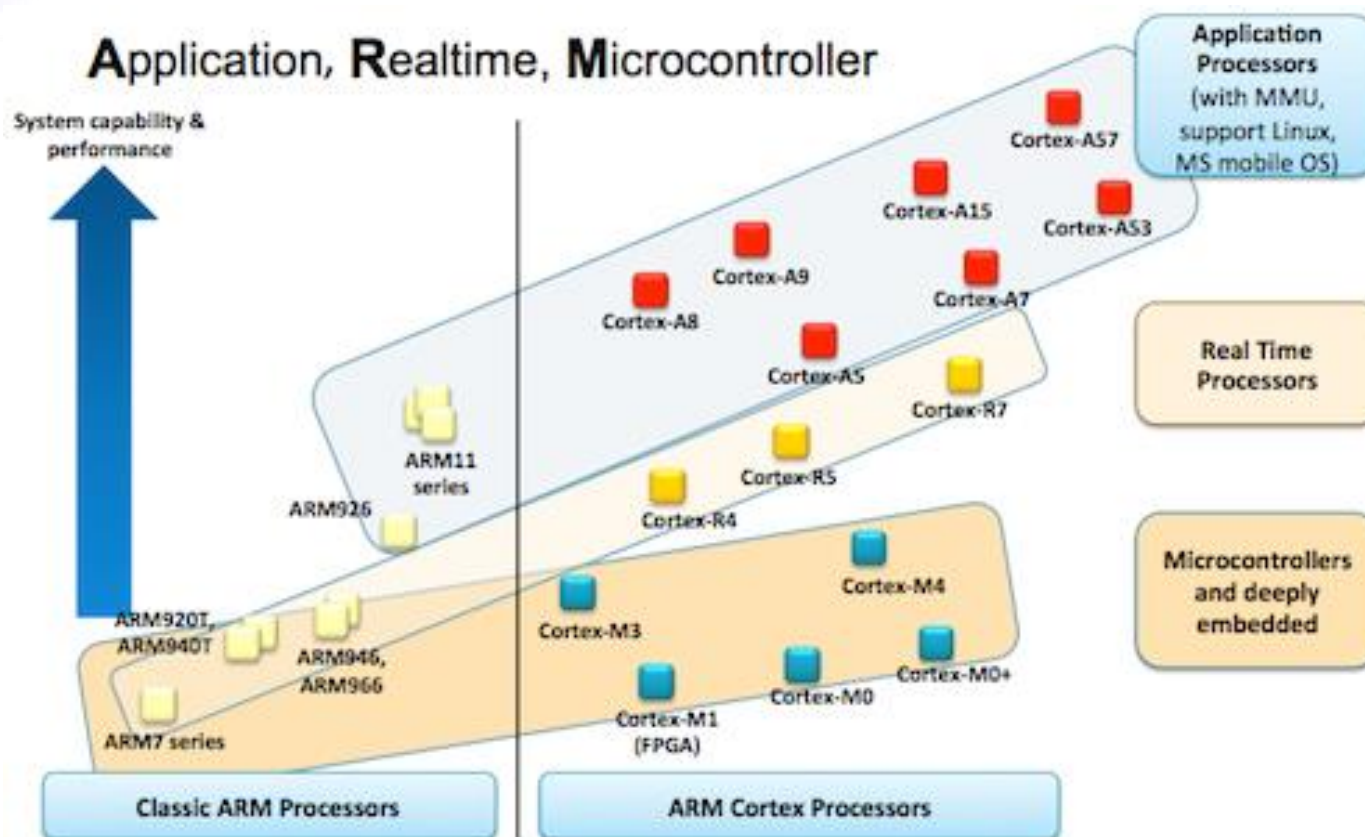 Application, Realtime, Microcontroller
System capability &
performance
Application
Processors
(with MMU,
support Linux,
MS mobile OS)
Cortex-A57
Cortex-A15
Cortex-A53
Cortex-A9
Cortex-A8
Cortex-A7
Cortex-A5
Real Time
Processors
Cortex-R7
ARM11
series
Cortex-R5
ARM926
Cortex-R4
Microcontrollers
and deeply
embedded
Cortex-M4
ARM920T,
ARM940T
Cortex-M3
ARM946,
ARM966
Cortex-M0+
Cortex-M0
Cortex-M1
(FPGA)
ARM7 series
Classic ARM Processors
ARM Cortex Processors